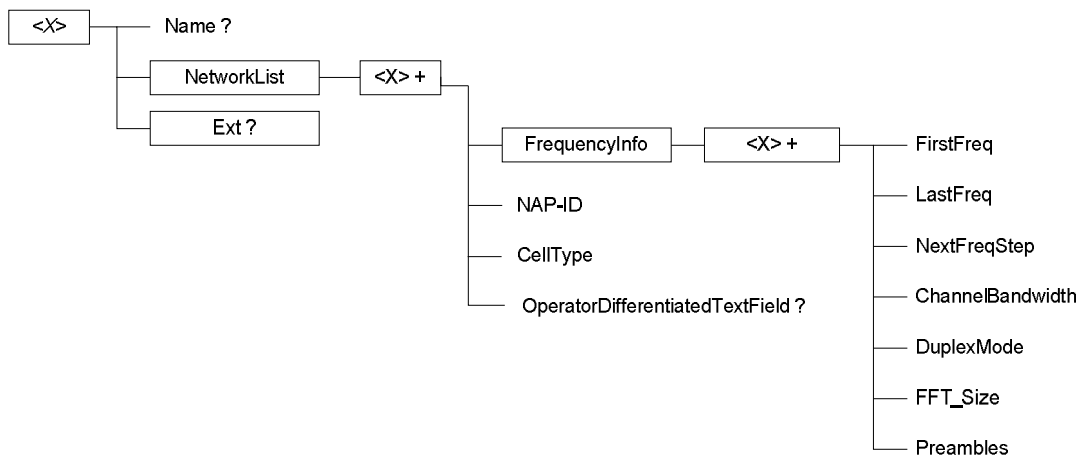 <X>
Name ?
NetworkList
<X> +
Ext ?
FrequencyInfo
<X> +
FirstFreq
LastFreq
NAP-ID
NextFreqStep
CellType
ChannelBandwidth
OperatorDifferentiatedTextField ?
DuplexMode
FFT_Size
Preambles